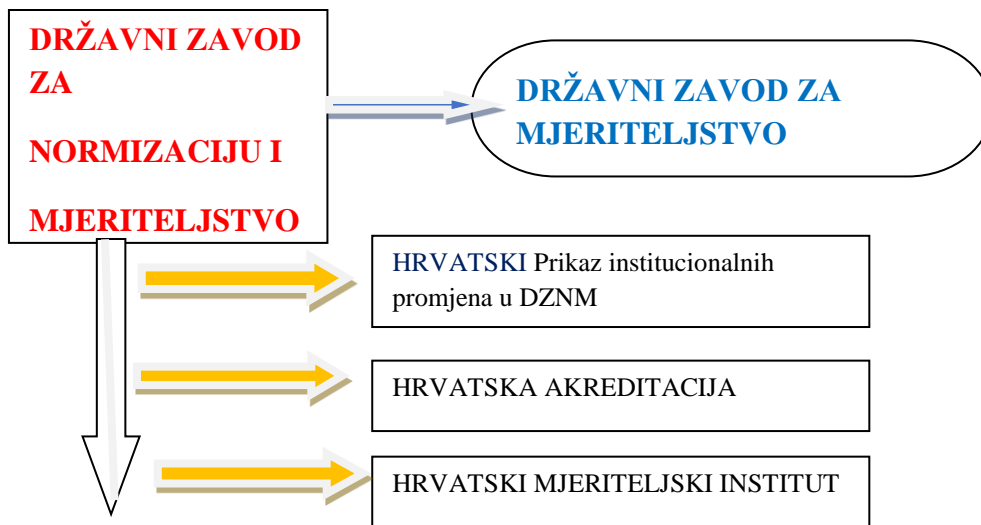 DRŽAVNI ZAVOD
ZA
NORMIZACIJU I
MJERITELJSTVO
DRŽAVNI ZAVOD ZA
MJERITELJSTVO
HRVATSKI Prikaz institucionalnih
promjena u DZNM
HRVATSKA AKREDITACIJA
HRVATSKI MJERITELJSKI INSTITUT